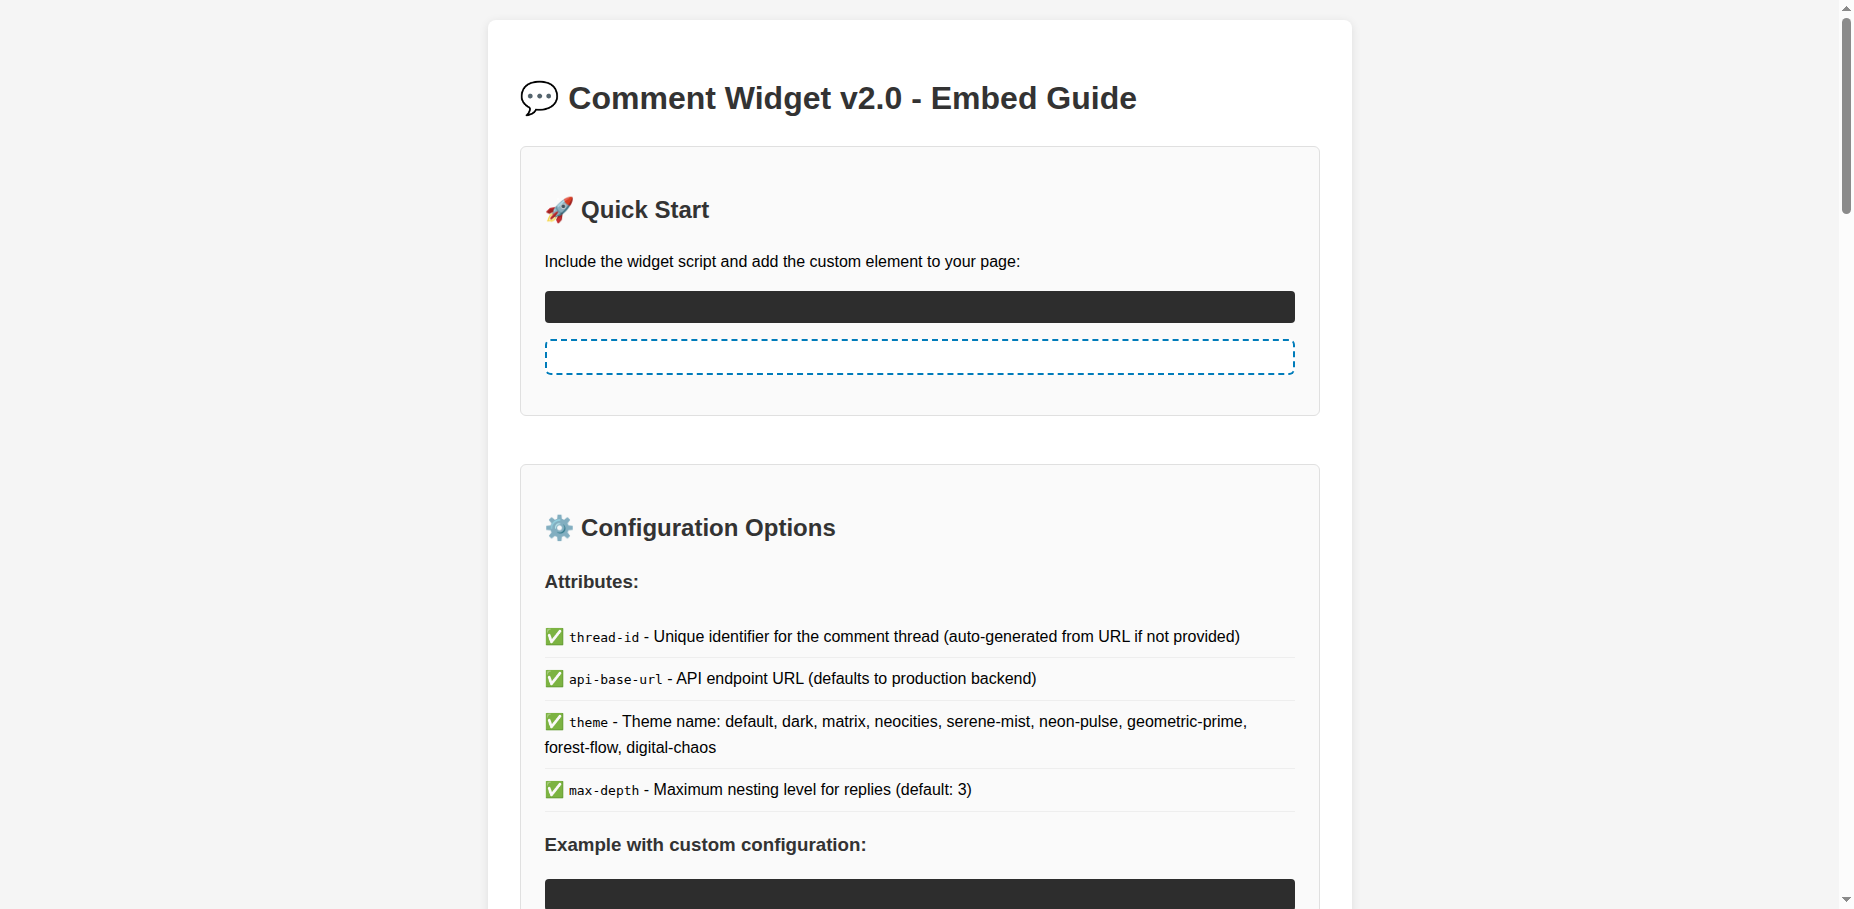 💬 Comment Widget v2.0 - Embed Guide
🚀 Quick Start
Include the widget script and add the custom element to your page:
⚙️ Configuration Options
Attributes:
✅ thread-id - Unique identifier for the comment thread (auto-generated from URL if not provided)
✅ api-base-url - API endpoint URL (defaults to production backend)
✅ theme - Theme name: default, dark, matrix, neocities, serene-mist, neon-pulse, geometric-prime,
forest-flow, digital-chaos
✅ max-depth - Maximum nesting level for replies (default: 3)
Example with custom configuration: